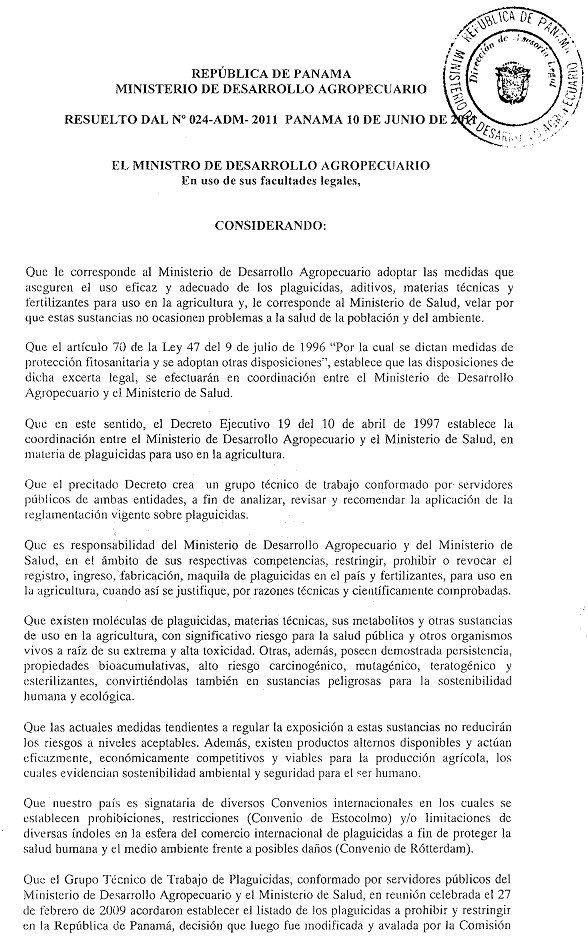 REPÚBLICA DE PANAMA
MINISTERIO DE DESARROLLO AGROPECUARIO
RESUELTO DAL Nº 024-ADM- 2011 PANAMA 10 DE JUNIO DE 2011
REPÚBLICA DE PANAMA
MINISTERIO DE DESARROLLO AGROPECUARIO
Dirección de Asesoría Legal
EL MINISTRO DE DESARROLLO AGROPECUARIO
En uso de sus facultades legales,
CONSIDERANDO:
Que le corresponde al Ministerio de Desarrollo Agropecuario adoptar las medidas que
aseguren el uso eficaz y adecuado de los plaguicidas, aditivos, materias técnicas y
fertilizantes para uso en la agricultura y, le corresponde al Ministerio de Salud, velar por
que estas sustancias no ocasionen problemas a la salud de la población y del ambiente.
Que el artículo 70 de la Ley 47 del 9 de julio de 1996 “Por la cual se dictan medidas de
protección fitosanitaria y se adoptan otras disposiciones”, establece que las disposiciones de
dicha excerta legal, se efectuarán en coordinación entre el Ministerio de Desarrollo
Agropecuario y el Ministerio de Salud.
Que en este sentido, el Decreto Ejecutivo 19 del 10 de abril de 1997 establece la
coordinación entre el Ministerio de Desarrollo Agropecuario y el Ministerio de Salud, en
materia de plaguicidas para uso en la agricultura.
Que el precitado Decreto crea un grupo técnico de trabajo conformado por servidores
públicos de ambas entidades, a fin de analizar, revisar y recomendar la aplicación de la
reglamentación vigente sobre plaguicidas.
Que es responsabilidad del Ministerio de Desarrollo Agropecuario y del Ministerio de
Salud, en el ámbito de sus respectivas competencias, restringir, prohibir o revocar el
registro, ingreso, fabricación, maquila de plaguicidas en el país y fertilizantes, para uso en
la agricultura, cuando así se justifique, por razones técnicas y científicamente comprobadas.
Que existen moléculas de plaguicidas, materias técnicas, sus metabolitos y otras sustancias
de uso en la agricultura, con significativo riesgo para la salud pública y otros organismos
vivos a raíz de su extrema y alta toxicidad. Otras, además, poseen demostrada persistencia,
propiedades bioacumulativas, alto riesgo carcinogénico, mutagénico, teratogénico y
esterilizantes, convirtiéndolas también en sustancias peligrosas para la sostenibilidad
humana y ecológica.
Que las actuales medidas tendientes a regular la exposición a estas sustancias no reducirán
los riesgos a niveles aceptables. Además, existen productos alternos disponibles y actúan
eficazmente, económicamente competitivos y viables para la producción agrícola, los
cuales evidencian sostenibilidad ambiental y seguridad para el ser humano.
Que nuestro país es signataria de diversos Convenios internacionales en los cuales se
establecen prohibiciones, restricciones (Convenio de Estocolmo) y/o limitaciones de
diversas índoles en la esfera del comercio internacional de plaguicidas a fin de proteger la
salud humana y el medio ambiente frente a posibles daños (Convenio de Rótterdam).
Que el Grupo Técnico de Trabajo de Plaguicidas, conformado por servidores públicos del
Ministerio de Desarrollo Agropecuario y el Ministerio de Salud, en reunión celebrada el 27
de febrero de 2009 acordaron establecer el listado de los plaguicidas a prohibir y restringir
en la República de Panamá, decisión que luego fue modificada y avalada por la Comisión